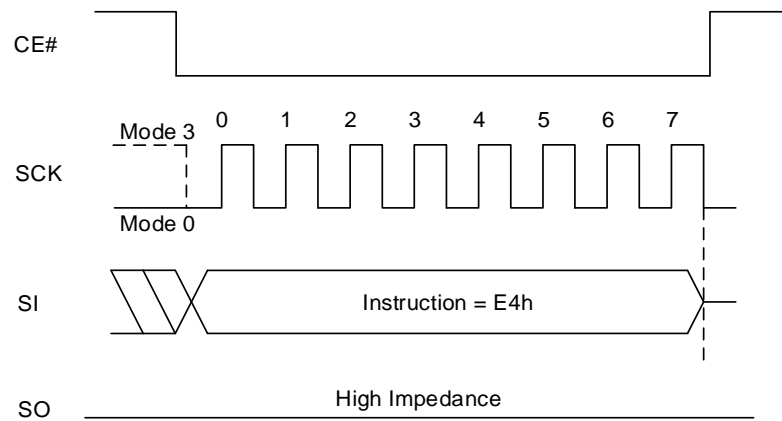 CE#
Mode 3
0 1 2 3 4 5 6 7
SCK
Mode 0
SI
Instruction = E4h
SO
High Impedance